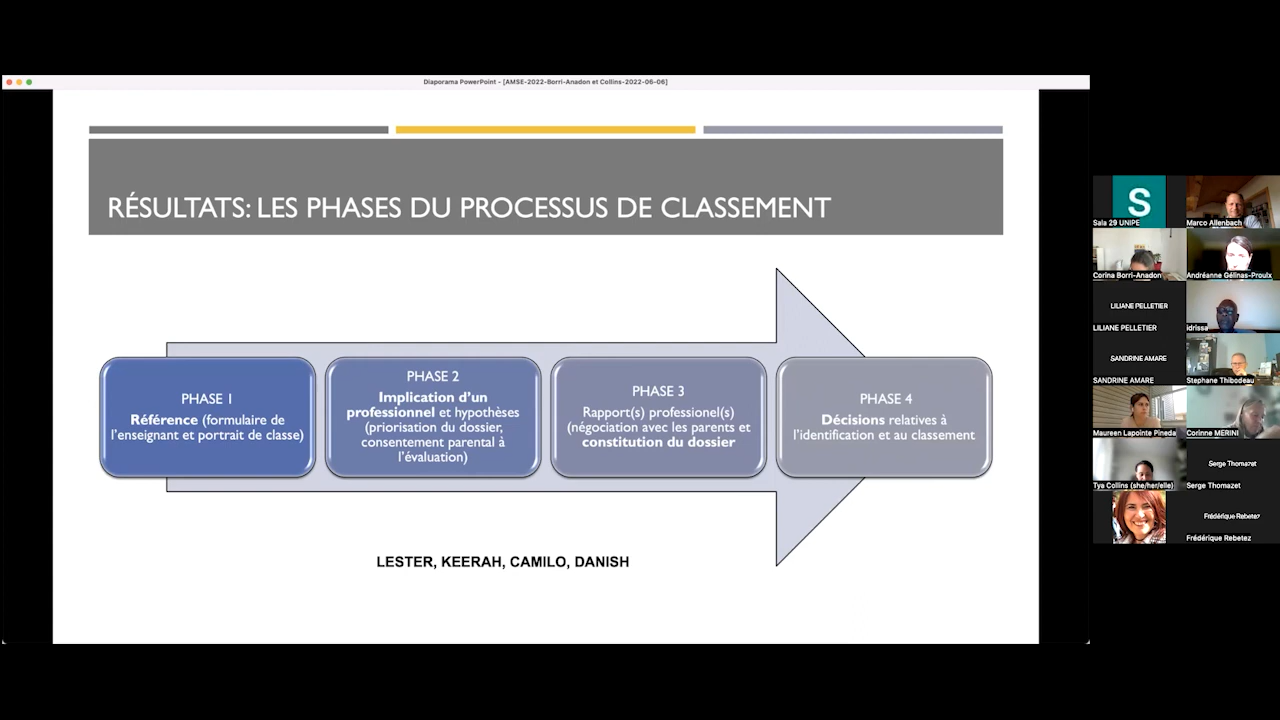 Diaporama PowerPoint - [AMSE-2022-Borri-Anadon et Collins-2022-06-06]
RÉSULTATS: LES PHASES DU PROCESSUS DE CLASSEMENT
PHASE 1
Référence (formulaire de
l'enseignant et portrait de classe)
PHASE 2
Implication d'un
professionnel et hypothèses
(priorisation du dossier,
consentement parental à
l'évaluation)
PHASE 3
Rapport(s) professionel(s)
(négociation avec les parents et
constitution du dossier
PHASE 4
Décisions relatives à
l'identification et au classement
LESTER, KEERAH, CAMILO, DANISH
S
Sala 29 UNIPE
Marco Allenbach
Corina Borri-Anadon
Andréanne Gélinas-Proulx
LILIANE PELLETIER
LILIANE PELLETIER
idrissa
SANDRINE AMARE
SANDRINE AMARE
Stephane Thibodeau
Maureen Lapointe Pineda
Corinne MERINI
Tya Collins (she/her/elle)
Serge Thomazet
Serge Thomazet
Frédérique Rebetez
Frédérique Rebetez